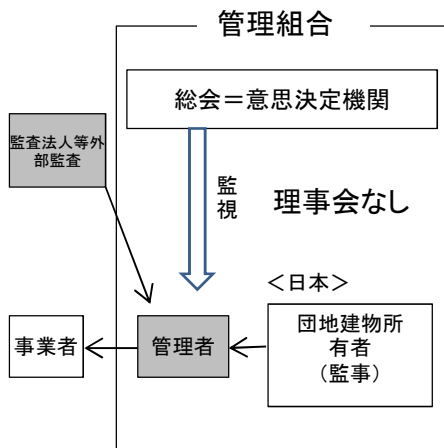 管理組合
総会＝意思決定機関
監査法人等外
部監査
監視
理事会なし
＜日本＞
団地建物所
有者
（監事）
管理者
事業者